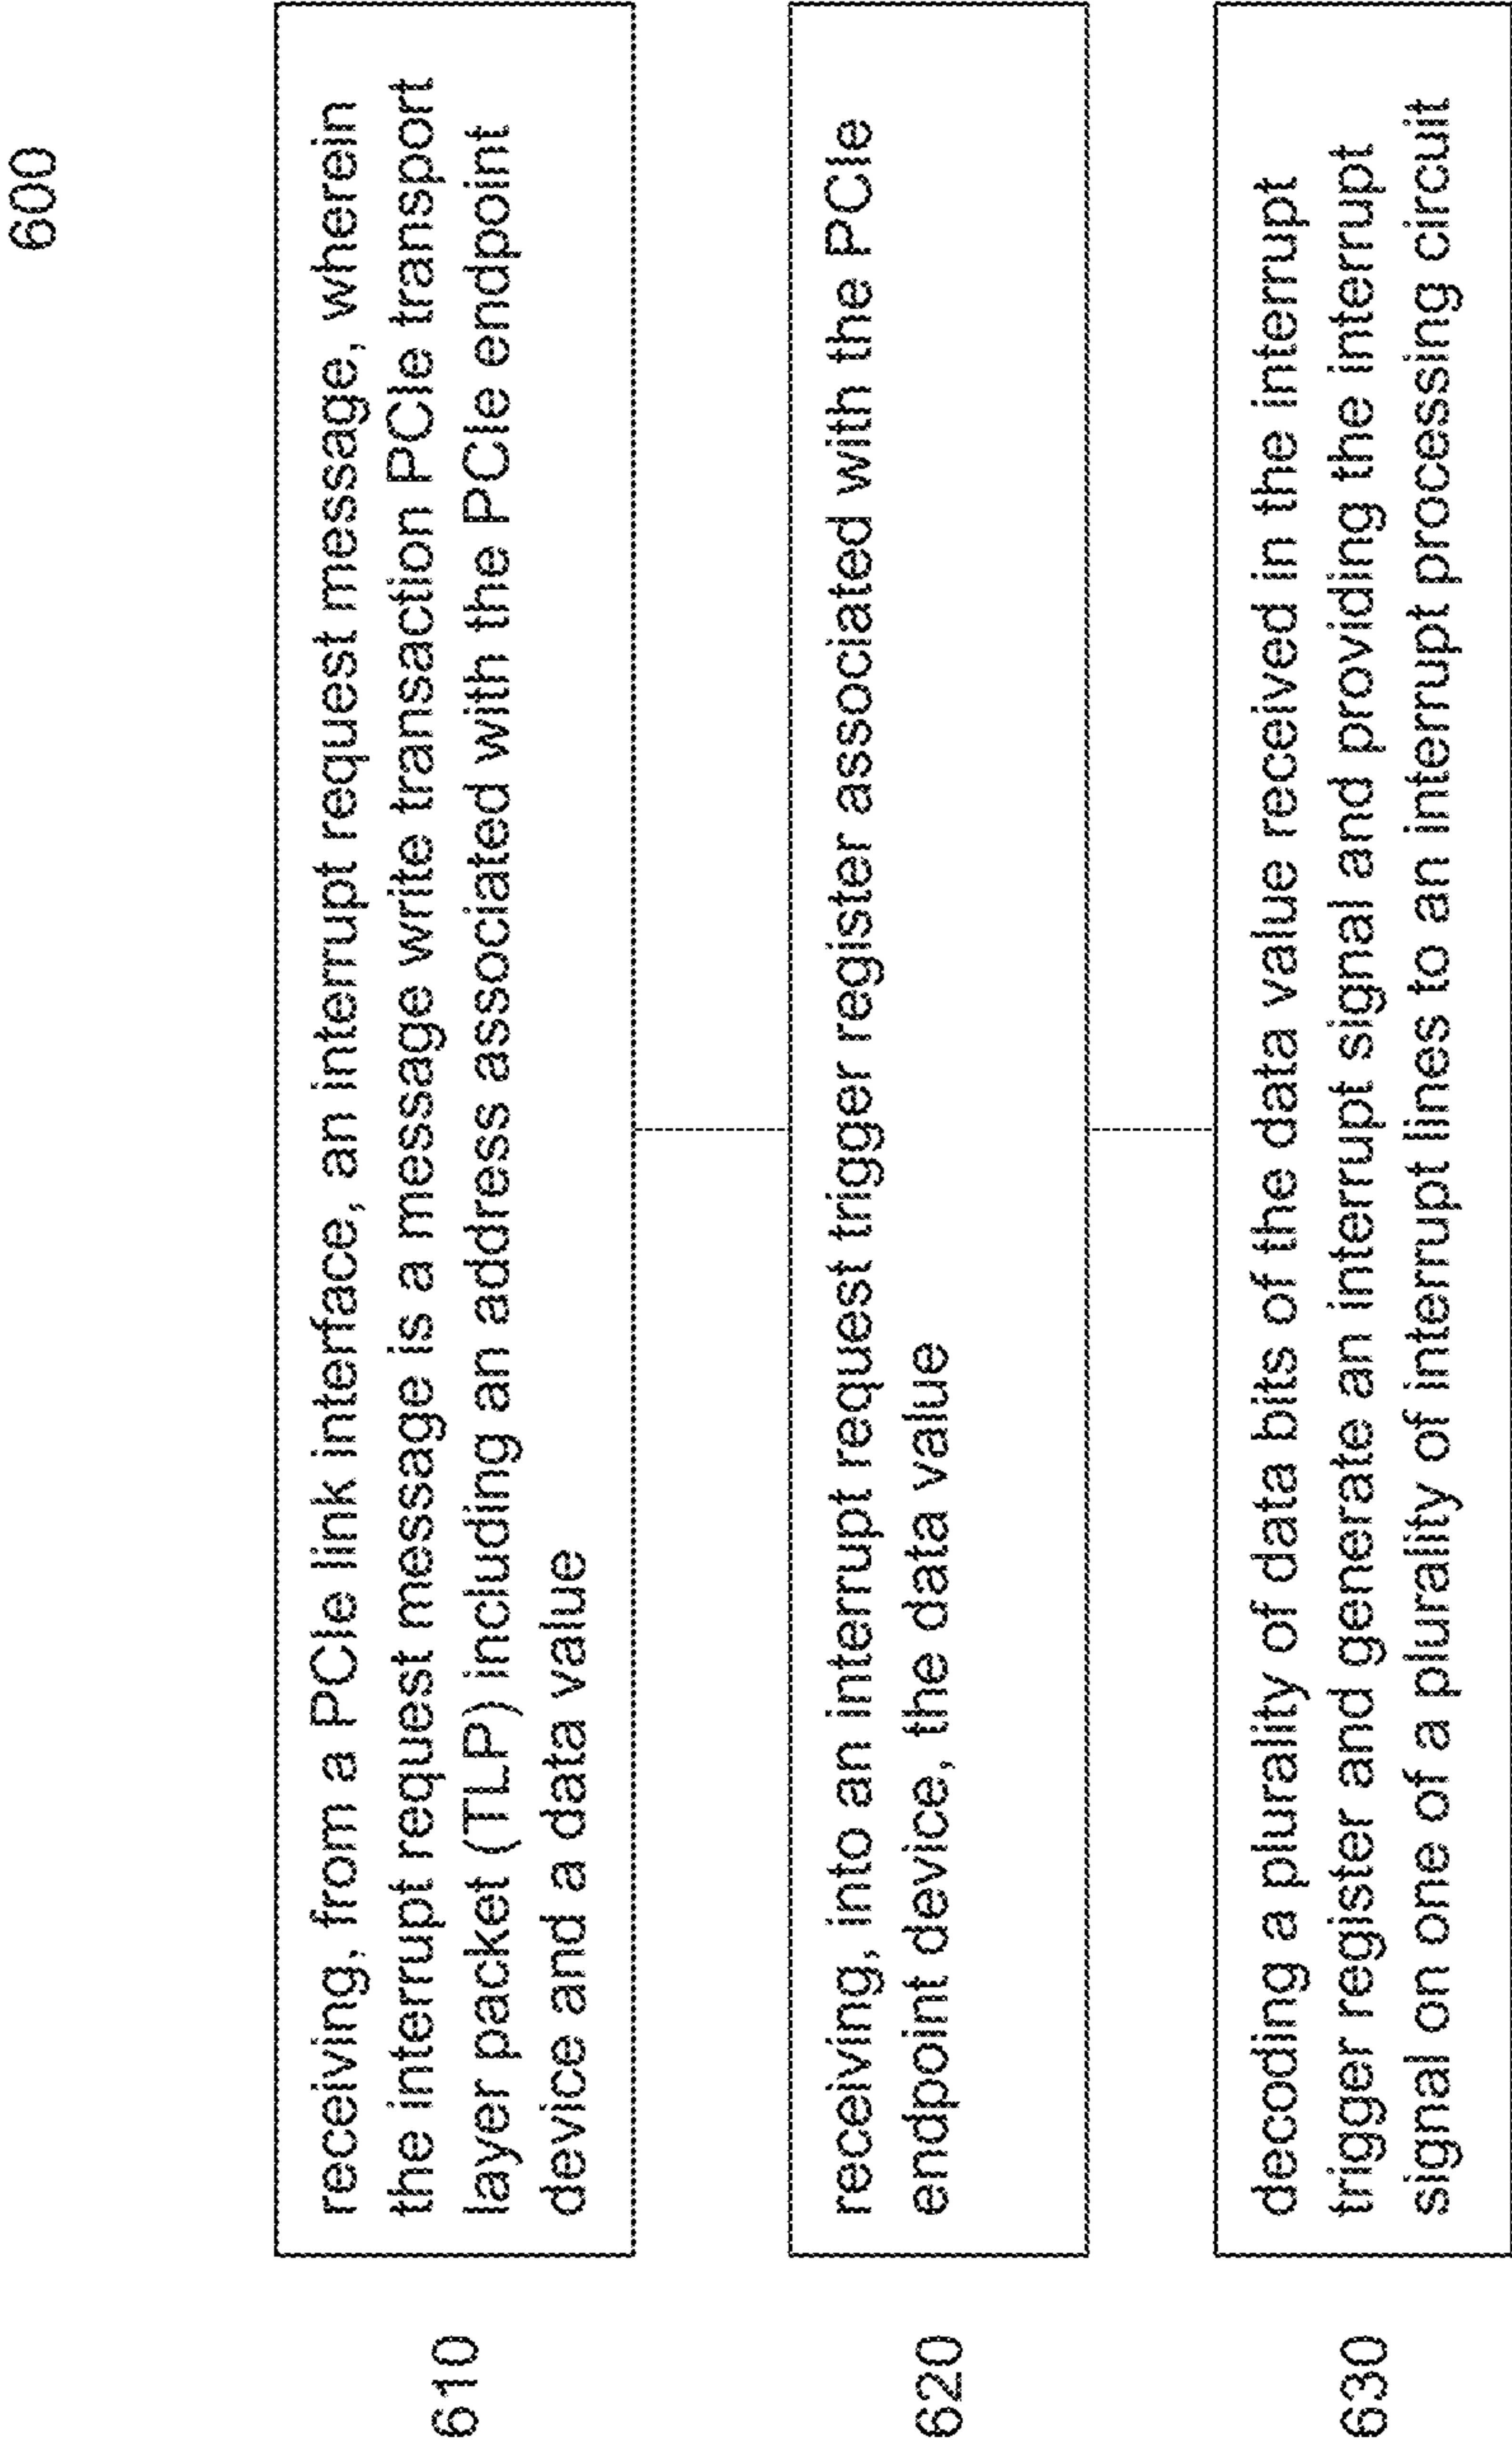 600
610
receiving, from a PCIe link interface, an interrupt request message, wherein
the interrupt request message is a message write transaction PCIe transport
layer packet (TLP) including an address associated with the PCIe endpoint
device and a data value
620
receiving, into an interrupt request trigger register associated with the PCIe
endpoint device, the data value
630
decoding a plurality of data bits of the data value received in the interrupt
trigger register and generate an interrupt signal and providing the interrupt
signal on one of a plurality of interrupt lines to an interrupt processing circuit